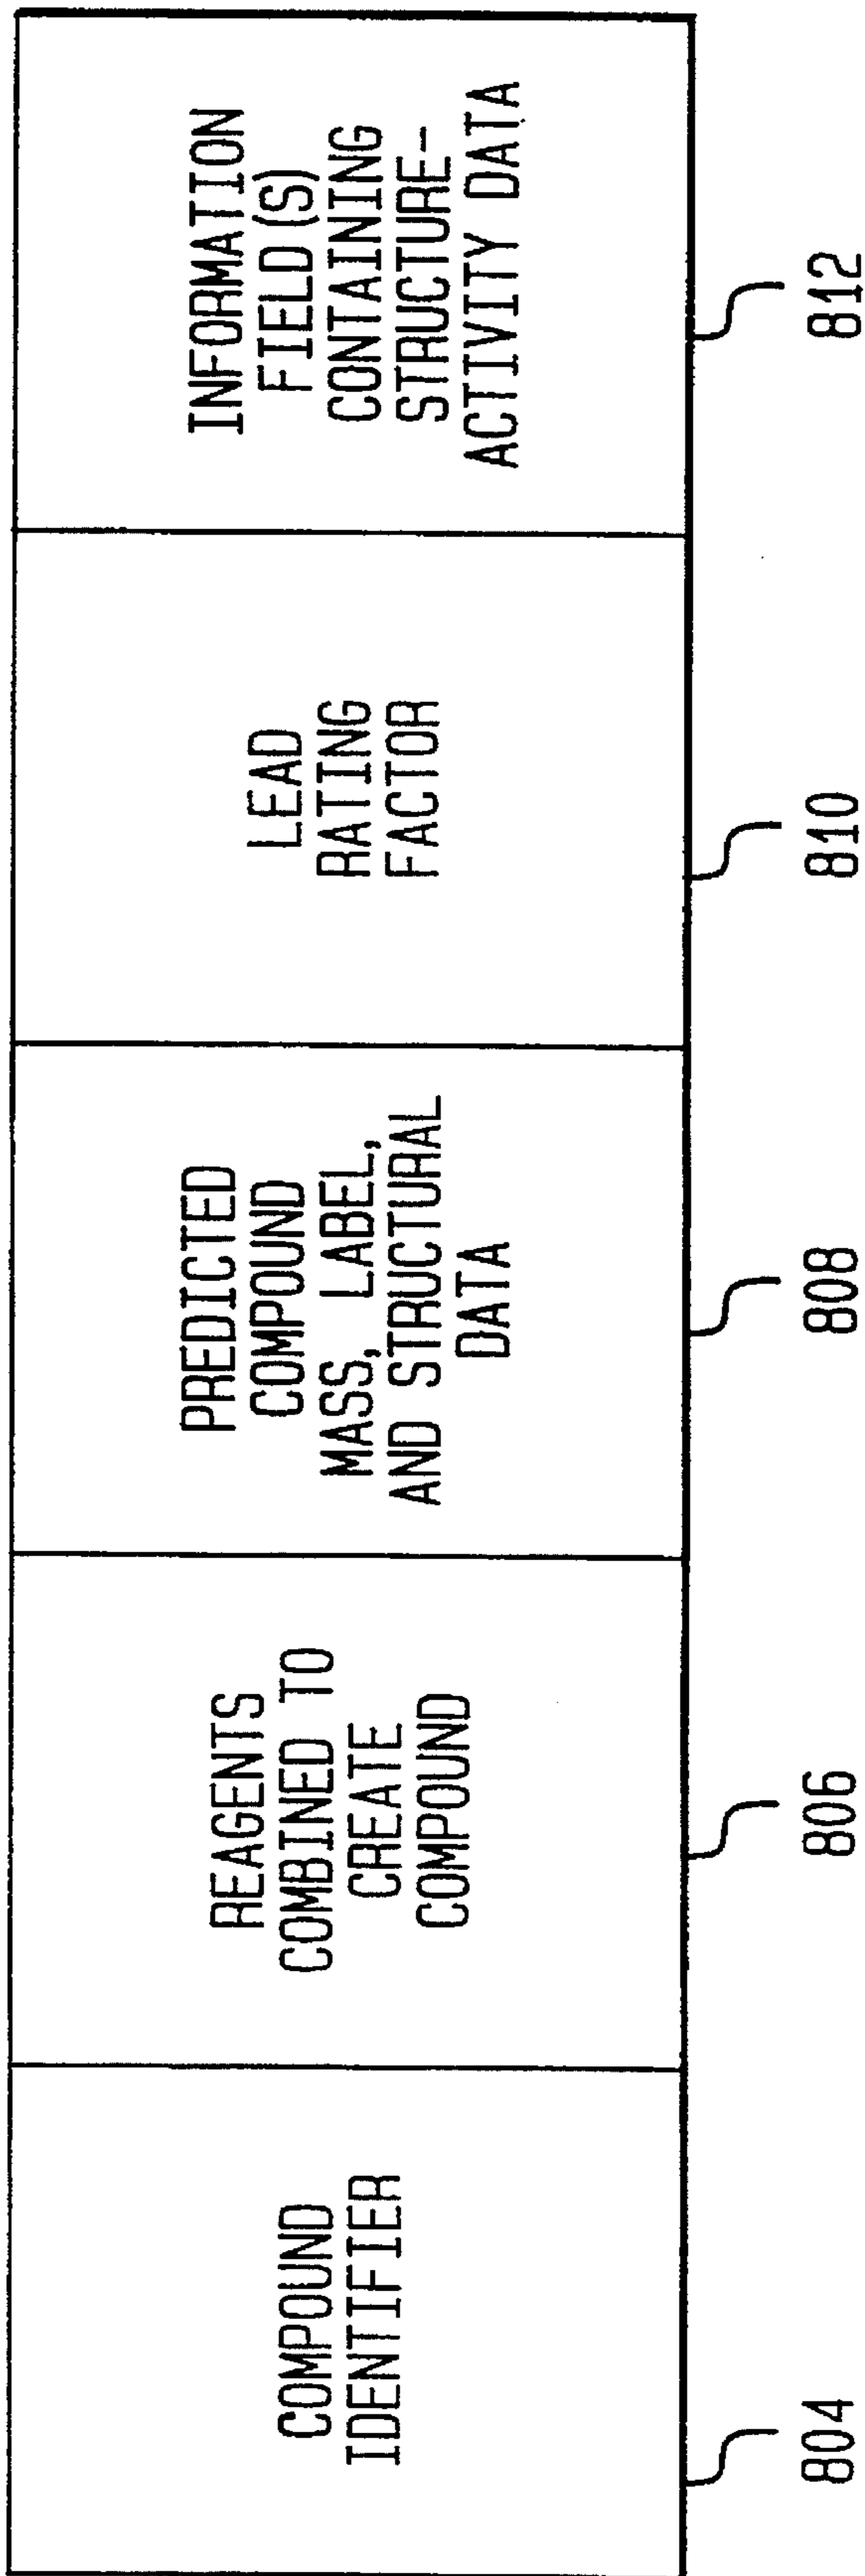 COMPOUND
IDENTIFIER
804
REAGENTS
COMBINED TO
CREATE
COMPOUND
806
PREDICTED
COMPOUND
MASS, LABEL,
AND STRUCTURAL
DATA
808
LEAD
RATING
FACTOR
810
INFORMATION
FIELD(S)
CONTAINING
STRUCTURE-
ACTIVITY DATA
812